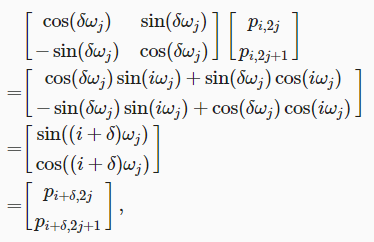 [ cos(δω_j) sin(δω_j) ] [ p_{i,2j} ]
[ −sin(δω_j) cos(δω_j) ] [ p_{i,2j+1} ]
= [ cos(δω_j) sin(iω_j) + sin(δω_j) cos(iω_j) ]
[ −sin(δω_j) sin(iω_j) + cos(δω_j) cos(iω_j) ]
= [ sin((i + δ)ω_j) ]
[ cos((i + δ)ω_j) ]
= [ p_{i+δ,2j} ]
[ p_{i+δ,2j+1} ] ,